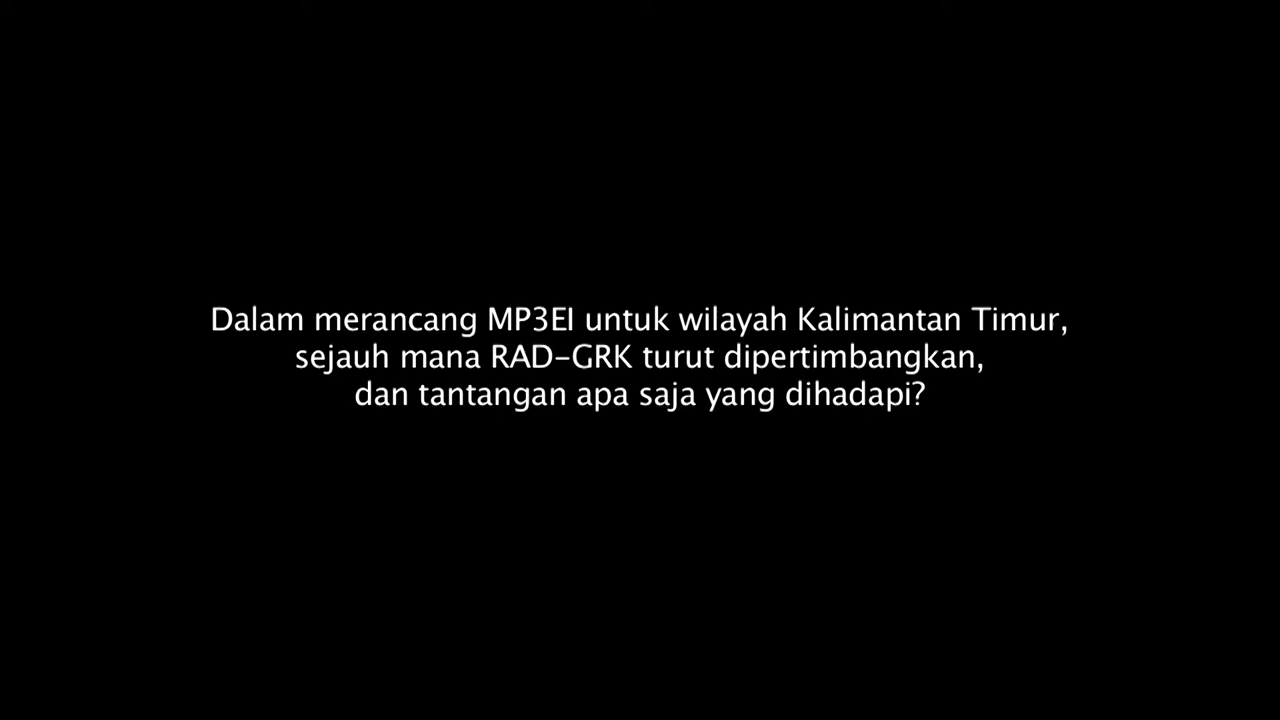 Dalam merancang MP3EI untuk wilayah Kalimantan Timur,
sejauh mana RAD-GRK turut dipertimbangkan,
dan tantangan apa saja yang dihadapi?